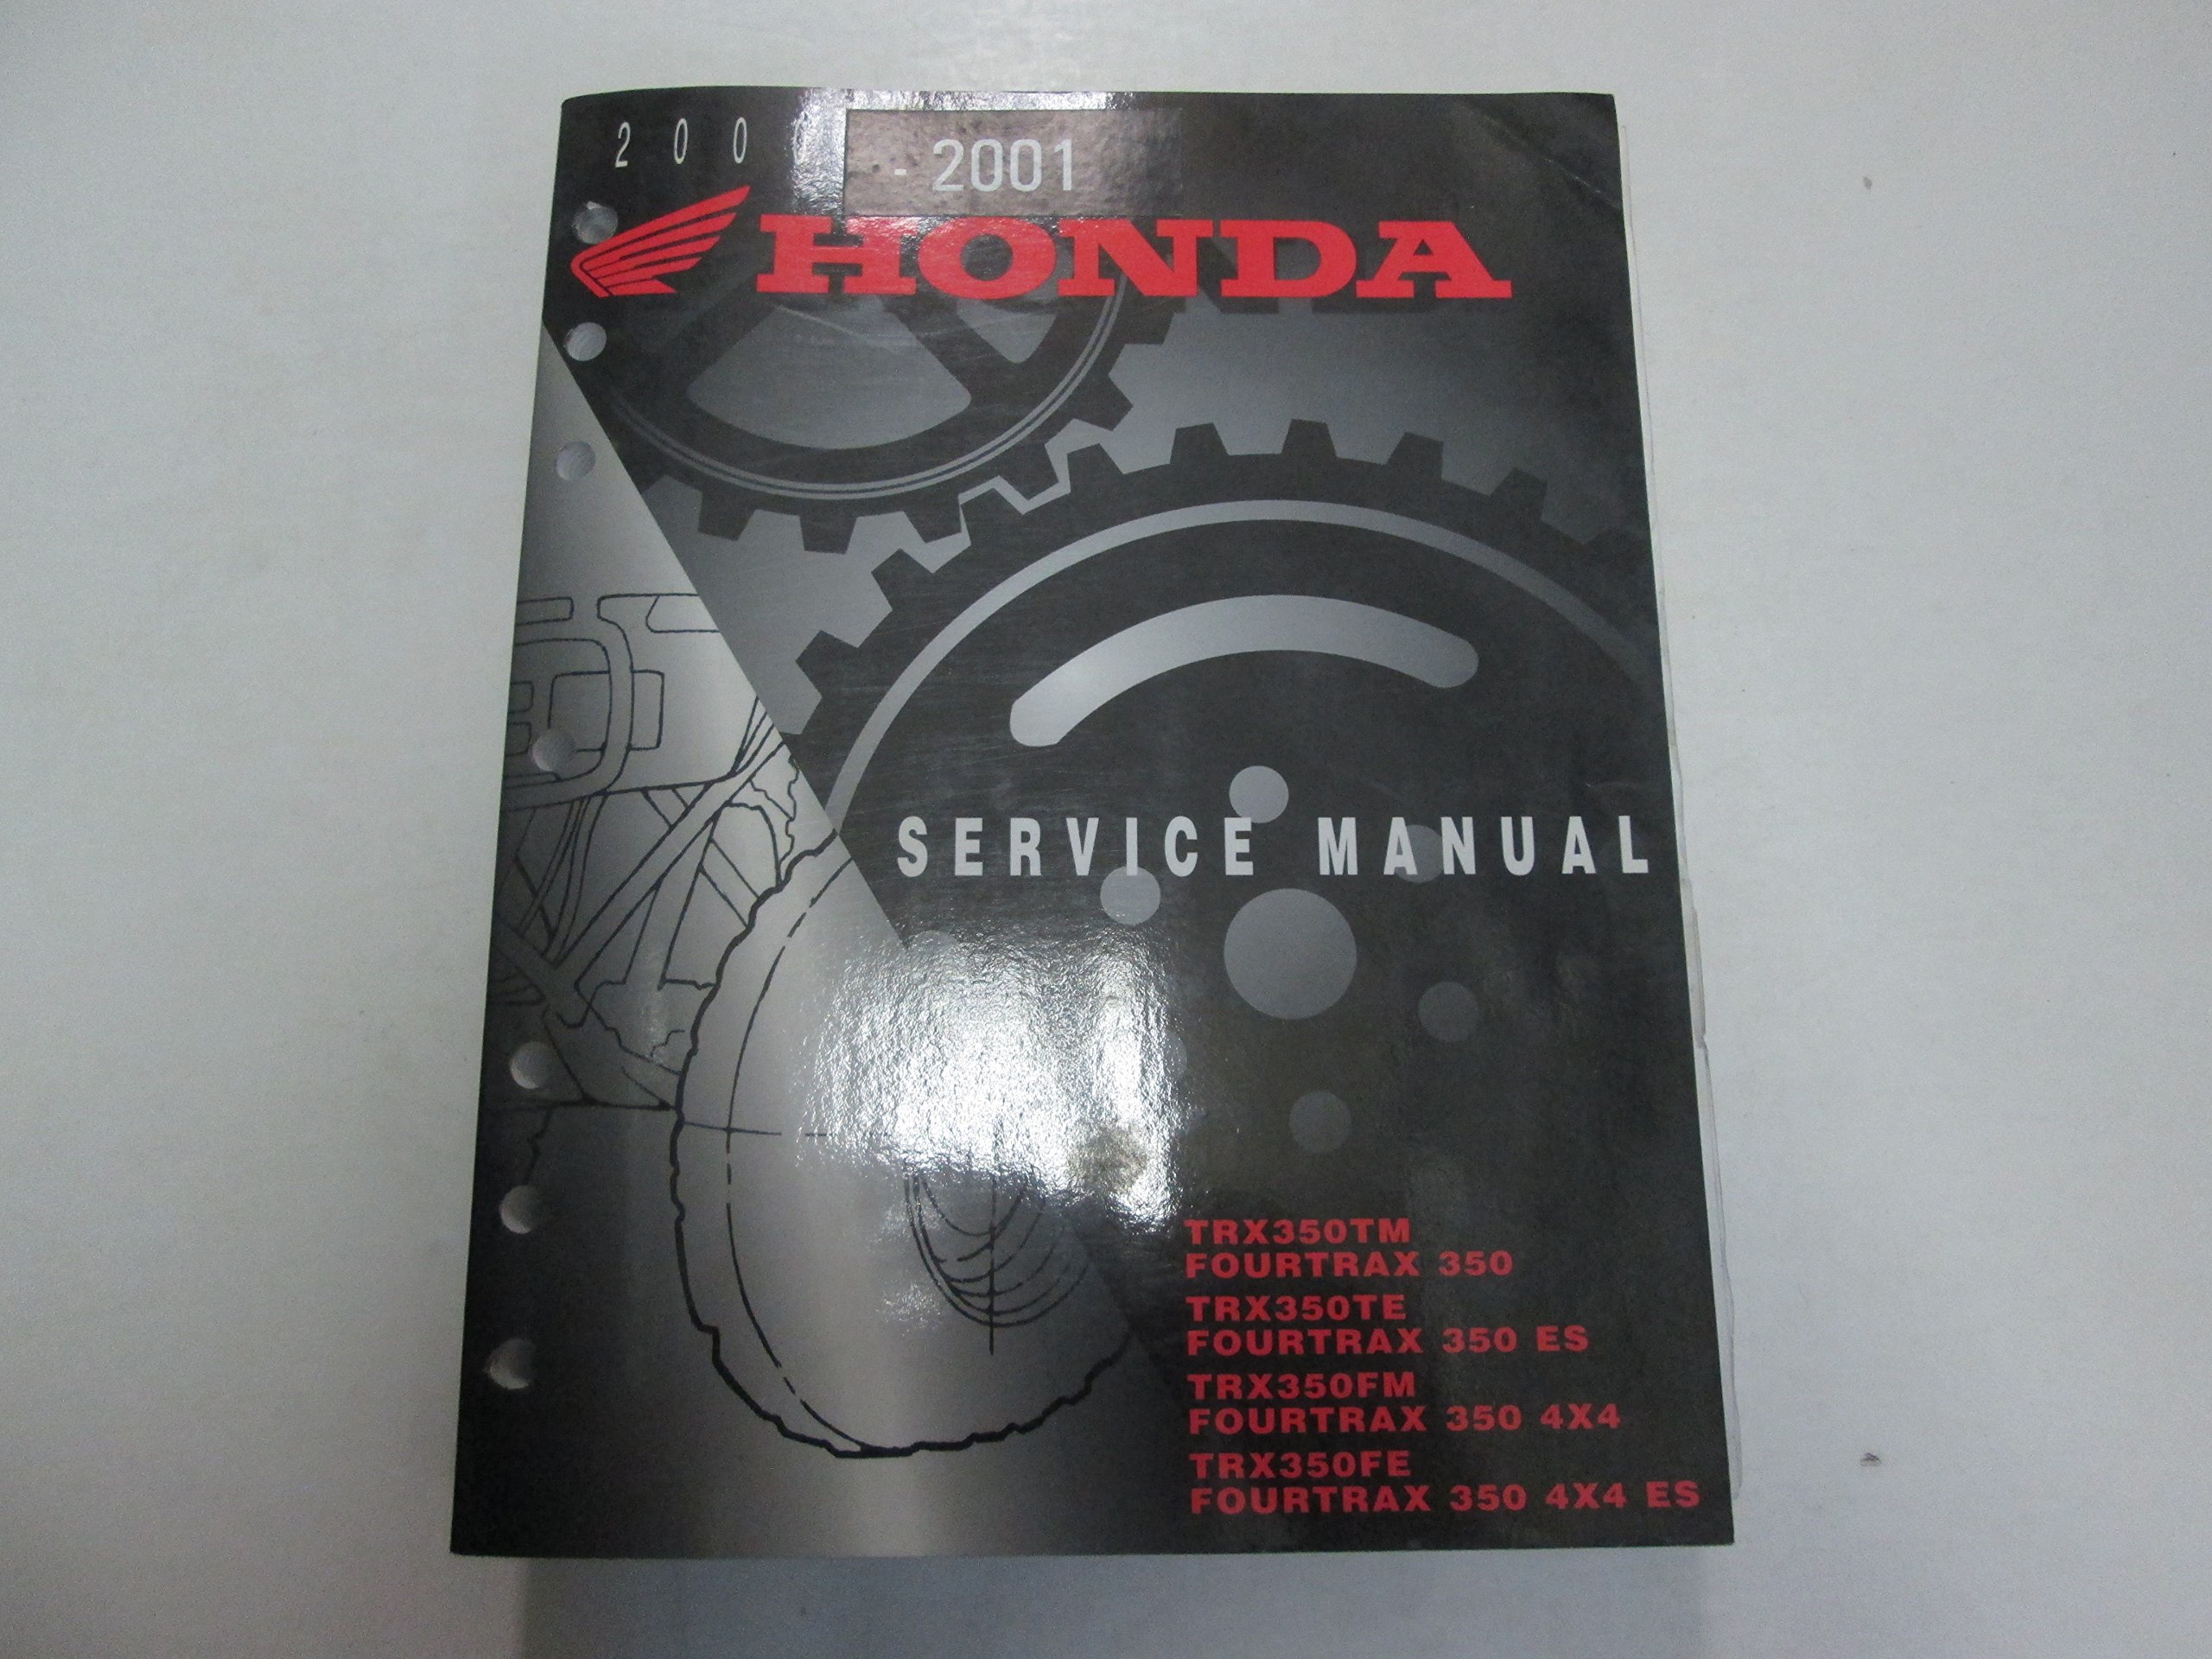 2000 - 2001
HONDA
SERVICE MANUAL
TRX350TM
FOURTRAX 350
TRX350TE
FOURTRAX 350 ES
TRX350FM
FOURTRAX 350 4X4
TRX350FE
FOURTRAX 350 4X4 ES